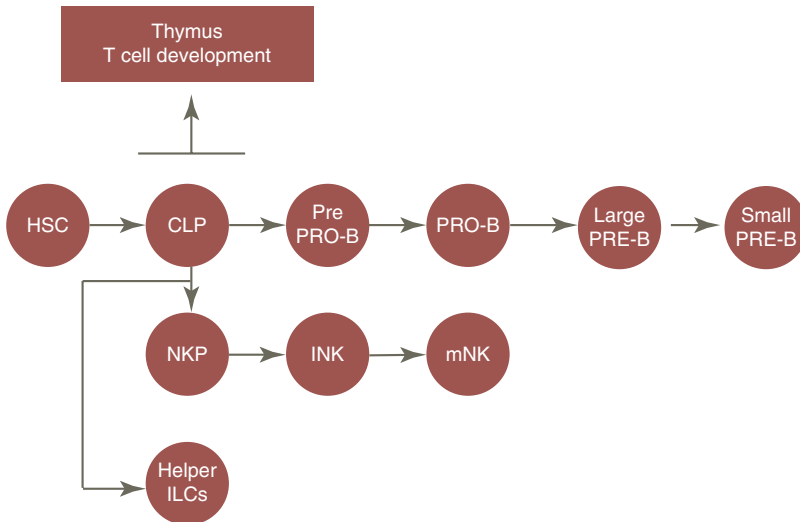 Thymus
T cell development
HSC
CLP
Pre
PRO-B
PRO-B
Large
PRE-B
Small
PRE-B
NKP
INK
mNK
Helper
ILCs